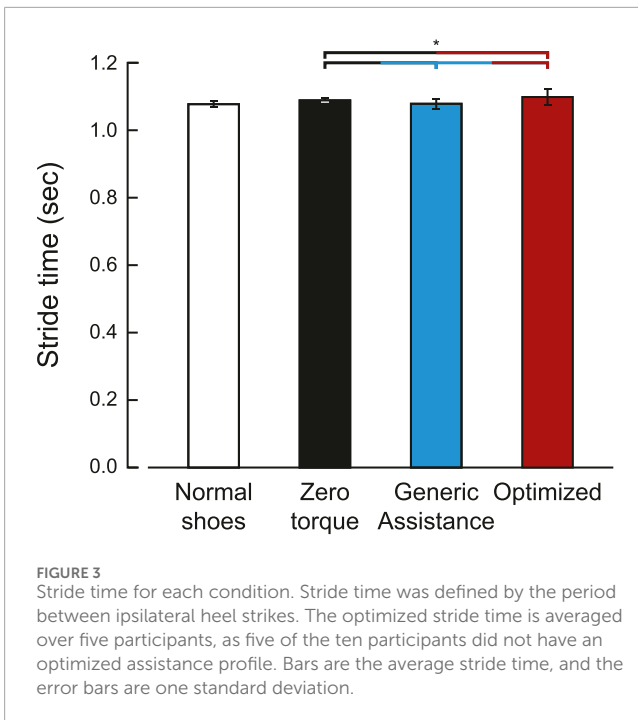 *
1.2
1.0
0.8
0.6
0.4
0.2
0.0
Stride time (sec)
Normal shoes
Zero torque
Generic Assistance
Optimized
FIGURE 3
Stride time for each condition. Stride time was defined by the period
between ipsilateral heel strikes. The optimized stride time is averaged
over five participants, as five of the ten participants did not have an
optimized assistance profile. Bars are the average stride time, and the
error bars are one standard deviation.